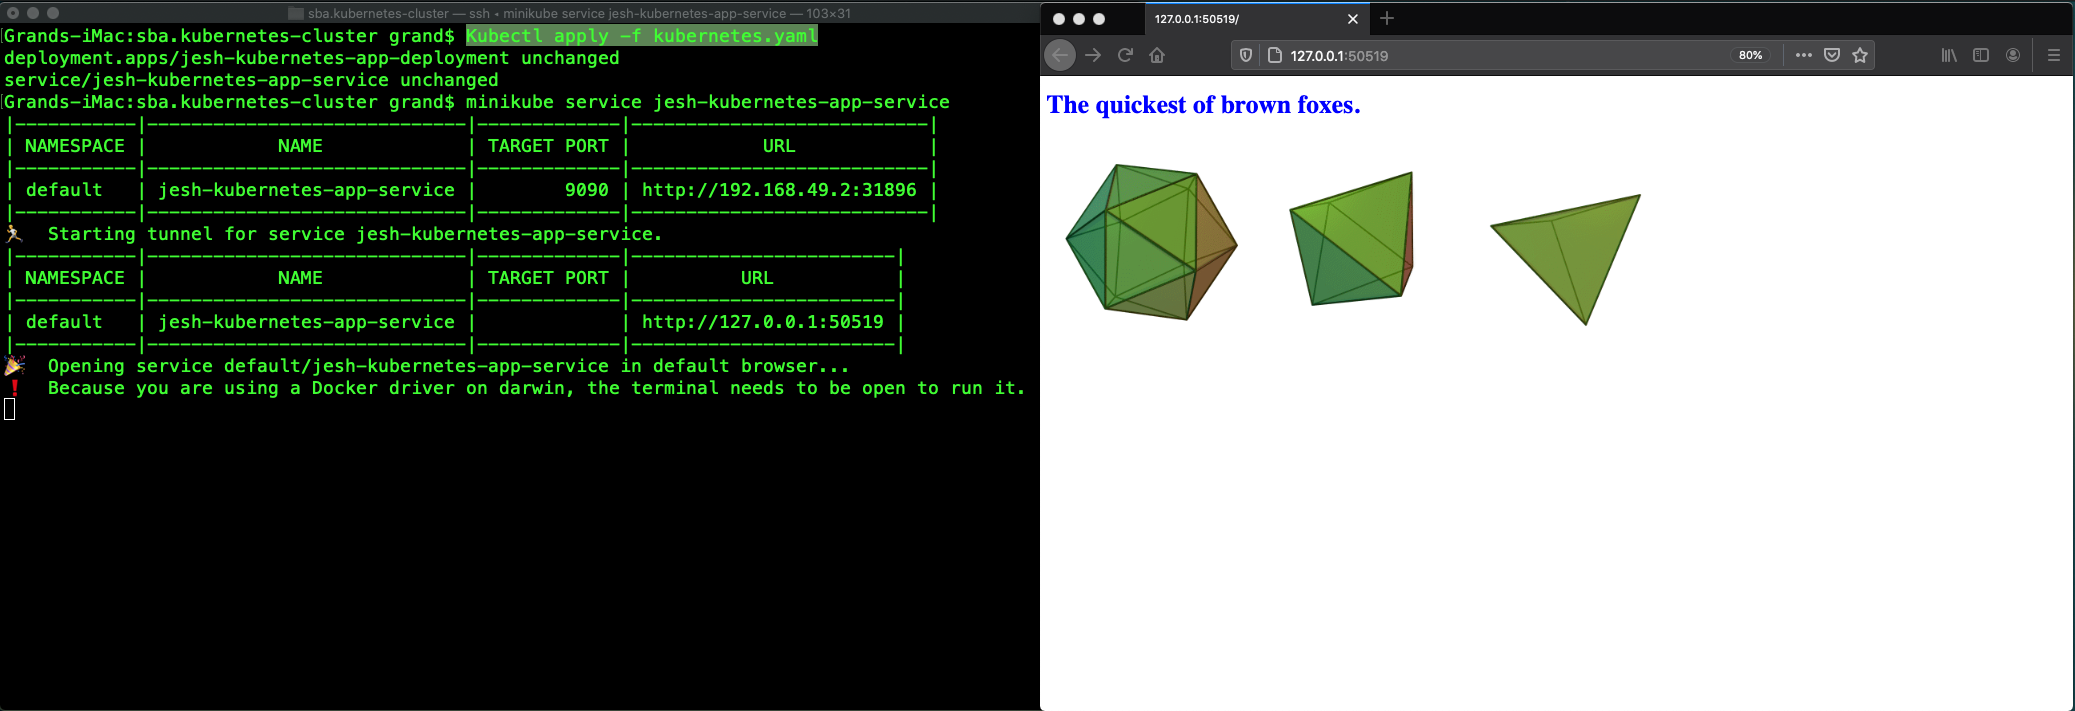 sba.kubernetes-cluster — ssh • minikube service jesh-kubernetes-app-service — 103×31
[Grands-iMac:sba.kubernetes-cluster grand$ Kubectl apply -f kubernetes.yaml
deployment.apps/jesh-kubernetes-app-deployment unchanged
service/jesh-kubernetes-app-service unchanged
[Grands-iMac:sba.kubernetes-cluster grand$ minikube service jesh-kubernetes-app-service
|-----------|-----------------------------|-------------|---------------------------|
| NAMESPACE | NAME | TARGET PORT | URL |
|-----------|-----------------------------|-------------|---------------------------|
| default | jesh-kubernetes-app-service | 9090 | http://192.168.49.2:31896 |
|-----------|-----------------------------|-------------|---------------------------|
🏃 Starting tunnel for service jesh-kubernetes-app-service.
|-----------|-----------------------------|-------------|------------------------|
| NAMESPACE | NAME | TARGET PORT | URL |
|-----------|-----------------------------|-------------|------------------------|
| default | jesh-kubernetes-app-service | | http://127.0.0.1:50519 |
|-----------|-----------------------------|-------------|------------------------|
🎉 Opening service default/jesh-kubernetes-app-service in default browser...
❗ Because you are using a Docker driver on darwin, the terminal needs to be open to run it.
127.0.0.1:50519/
127.0.0.1:50519
80%
The quickest of brown foxes.